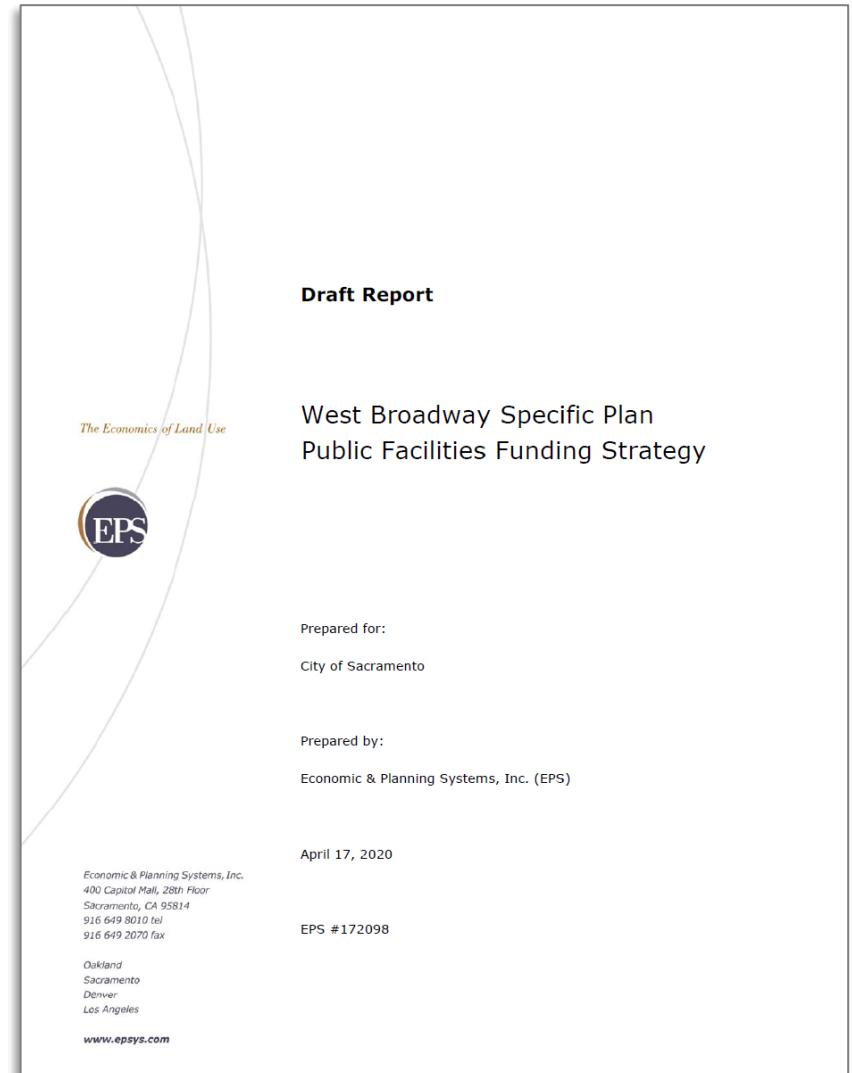 Draft Report
West Broadway Specific Plan
Public Facilities Funding Strategy
The Economics of Land Use
EPS
Prepared for:
City of Sacramento
Prepared by:
Economic & Planning Systems, Inc. (EPS)
April 17, 2020
EPS #172098
Economic & Planning Systems, Inc.
400 Capitol Mall, 28th Floor
Sacramento, CA 95814
916 649 8010 tel
916 649 2070 fax
Oakland
Sacramento
Denver
Los Angeles
www.epsys.com